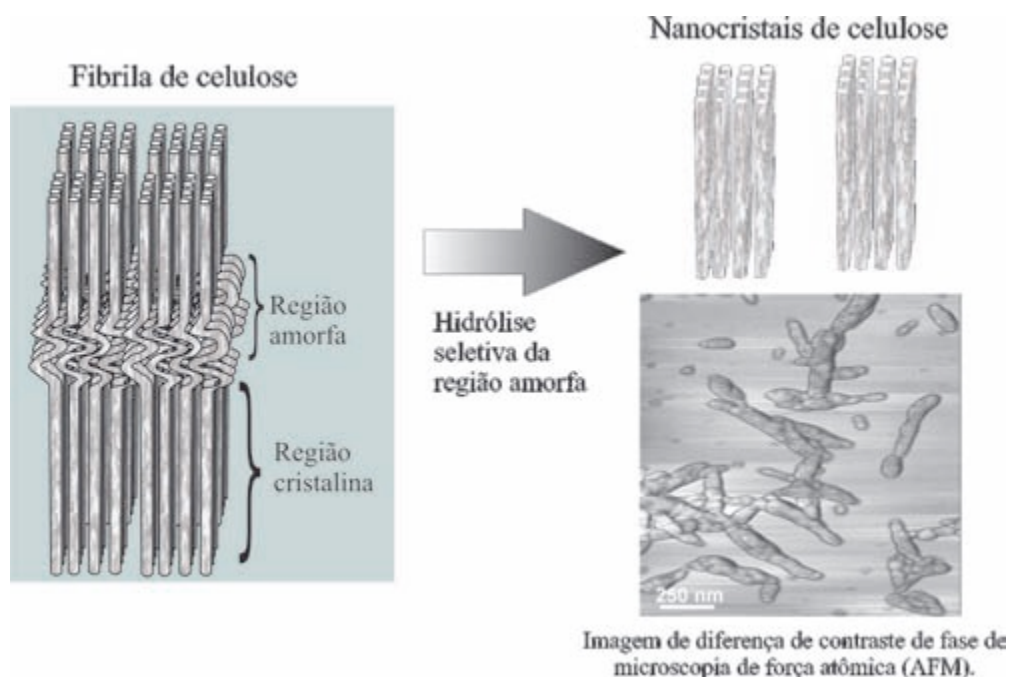 Fibrila de celulose
Região
amorfa
Região
cristalina
Hidrólise
seletiva da
região amorfa
Nanocristais de celulose
250 nm
Imagem de diferença de contraste de fase de
microscopia de força atômica (AFM).